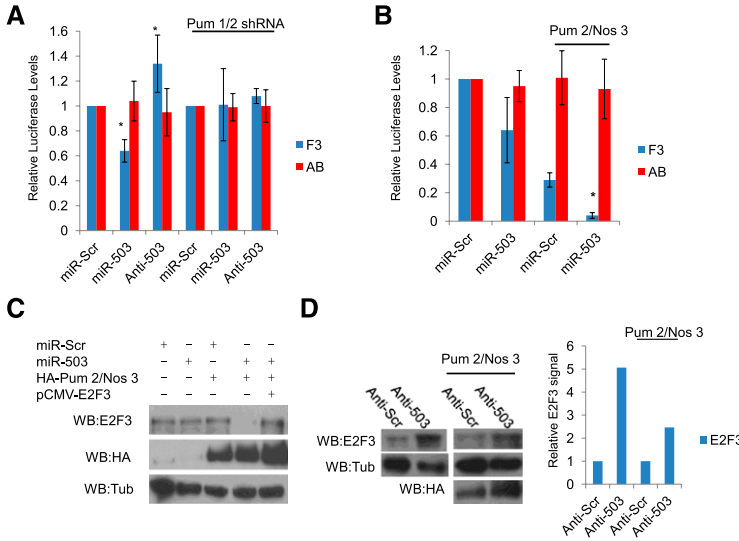 A
Pum 1/2 shRNA
Relative Luciferase Levels
1.6
1.4
1.2
1
0.8
0.6
0.4
0.2
0
*
*
F3
AB
miR-Scr
miR-503
Anti-503
miR-Scr
miR-503
Anti-503
B
Pum 2/Nos 3
Relative Luciferase Levels
1.2
1
0.8
0.6
0.4
0.2
0
*
F3
AB
miR-Scr
miR-503
miR-Scr
miR-503
C
miR-Scr + – + – –
miR-503 – + – + +
HA-Pum 2/Nos 3 – – + + +
pCMV-E2F3 – – – – +
WB:E2F3
WB:HA
WB:Tub
D
Pum 2/Nos 3
Anti-Scr
Anti-503
Anti-Scr
Anti-503
WB:E2F3
WB:Tub
WB:HA
Pum 2/Nos 3
Relative E2F3 signal
6
5
4
3
2
1
0
E2F3
Anti-Scr
Anti-503
Anti-Scr
Anti-503